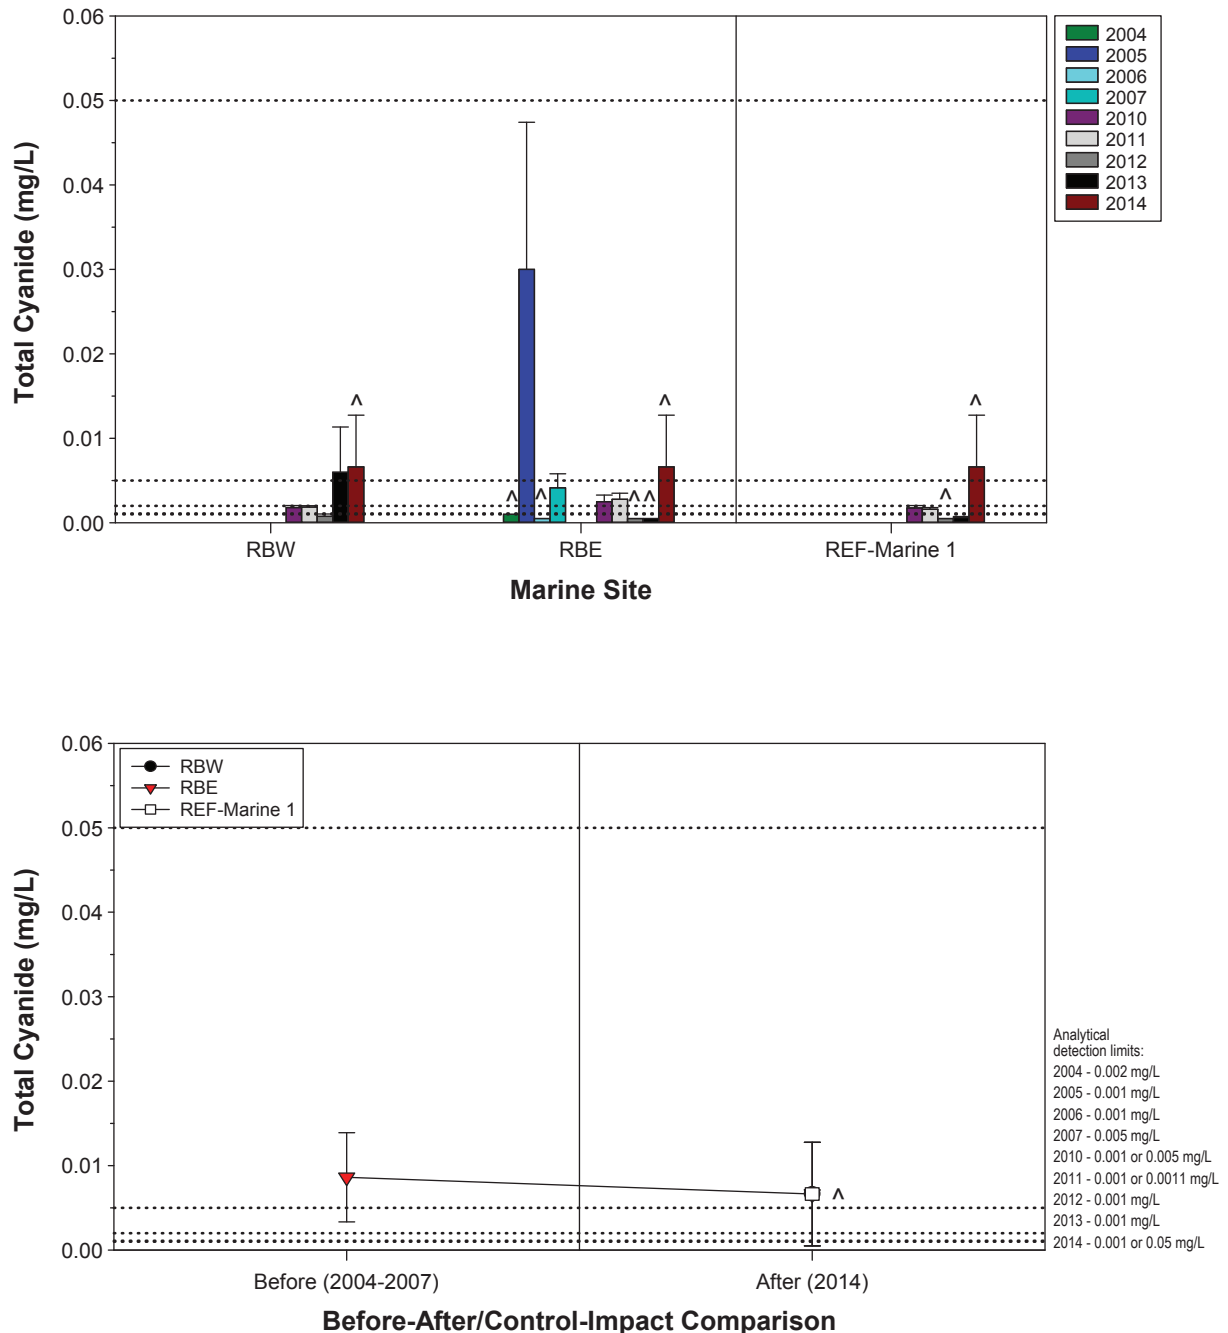 0.06
0.05
0.04
0.03
0.02
0.01
0.00
Total Cyanide (mg/L)
2004
2005
2006
2007
2010
2011
2012
2013
2014
^
^
^
^
^
^
^
^
RBW
RBE
REF-Marine 1
Marine Site
0.06
0.05
0.04
0.03
0.02
0.01
0.00
Total Cyanide (mg/L)
RBW
RBE
REF-Marine 1
^
Before (2004-2007)
After (2014)
Before-After/Control-Impact Comparison
Analytical
detection limits:
2004 - 0.002 mg/L
2005 - 0.001 mg/L
2006 - 0.001 mg/L
2007 - 0.005 mg/L
2010 - 0.001 or 0.005 mg/L
2011 - 0.001 or 0.0011 mg/L
2012 - 0.001 mg/L
2013 - 0.001 mg/L
2014 - 0.001 or 0.05 mg/L